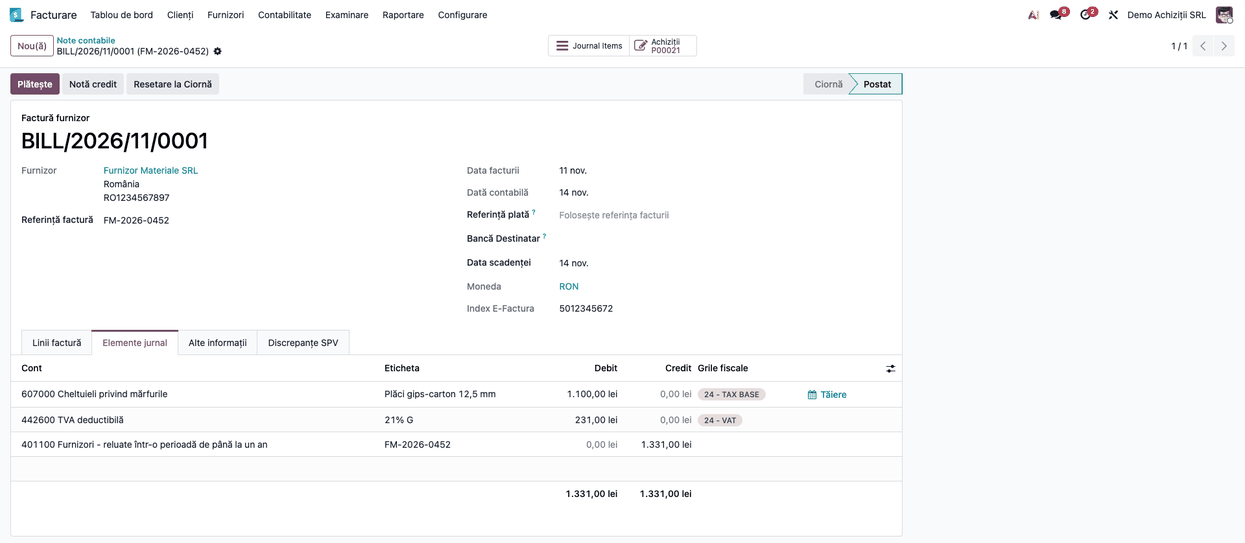 Facturare Tablou de bord Clienți Furnizori Contabilitate Examinare Raportare Configurare AI 8 2 Demo Achiziții SRL
Nou(ă) Note contabile
BILL/2026/11/0001 (FM-2026-0452)
Journal Items Achiziții
P00021
1 / 1
Plătește Notă credit Resetare la Ciornă Ciornă Postat
Factură furnizor
BILL/2026/11/0001
Furnizor Furnizor Materiale SRL
România
RO1234567897
Referință factură FM-2026-0452
Data facturii 11 nov.
Dată contabilă 14 nov.
Referință plată ? Folosește referința facturii
Bancă Destinatar ?
Data scadenței 14 nov.
Moneda RON
Index E-Factura 5012345672
Linii factură Elemente jurnal Alte informații Discrepanțe SPV
Cont Eticheta Debit Credit Grile fiscale
607000 Cheltuieli privind mărfurile Plăci gips-carton 12,5 mm 1.100,00 lei 0,00 lei 24 - TAX BASE Tăiere
442600 TVA deductibilă 21% G 231,00 lei 0,00 lei 24 - VAT
401100 Furnizori - reluate într-o perioadă de până la un an FM-2026-0452 0,00 lei 1.331,00 lei
1.331,00 lei 1.331,00 lei